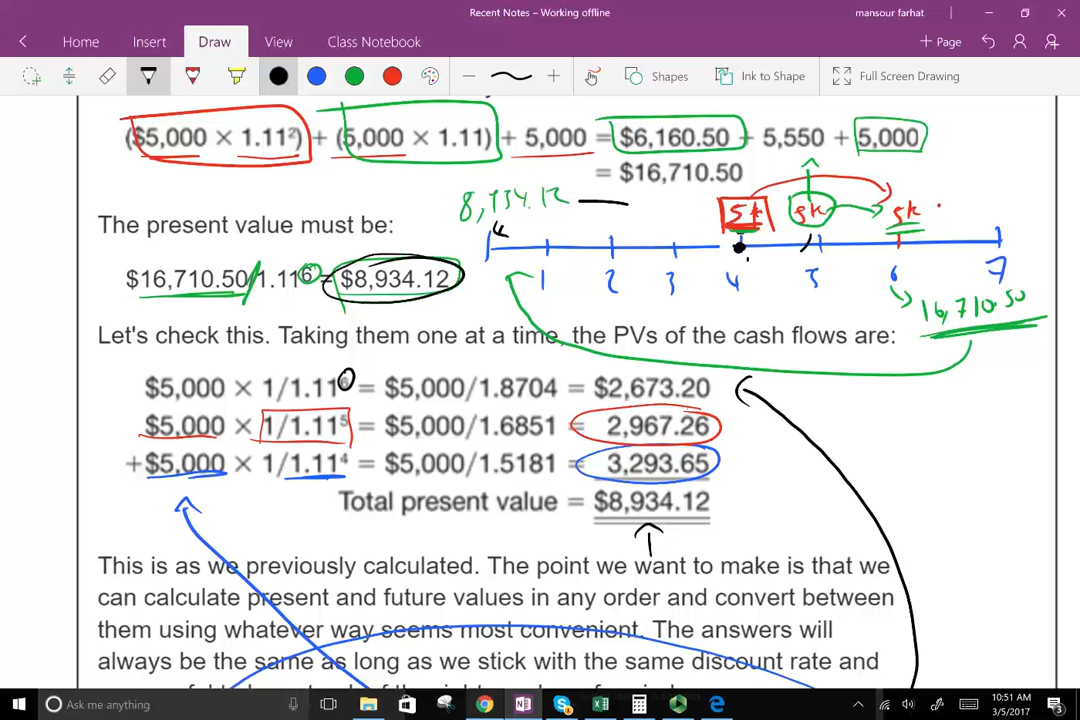 Recent Notes – Working offline
mansour farhat
Home Insert Draw View Class Notebook
+ Page
Shapes Ink to Shape Full Screen Drawing
($5,000 × 1.11²) + (5,000 × 1.11) + 5,000 = $6,160.50 + 5,550 + 5,000
= $16,710.50
8,934.12
5k 5k 5k
The present value must be:
$16,710.50/1.11⁶ = $8,934.12
1 2 3 4 5 6 7
16,710.50
Let's check this. Taking them one at a time, the PVs of the cash flows are:
$5,000 × 1/1.11⁶ = $5,000/1.8704 = $2,673.20
$5,000 × 1/1.11⁵ = $5,000/1.6851 = 2,967.26
+$5,000 × 1/1.11⁴ = $5,000/1.5181 = 3,293.65
Total present value = $8,934.12
This is as we previously calculated. The point we want to make is that we
can calculate present and future values in any order and convert between
them using whatever way seems most convenient. The answers will
always be the same as long as we stick with the same discount rate and
Ask me anything
10:51 AM
3/5/2017
3